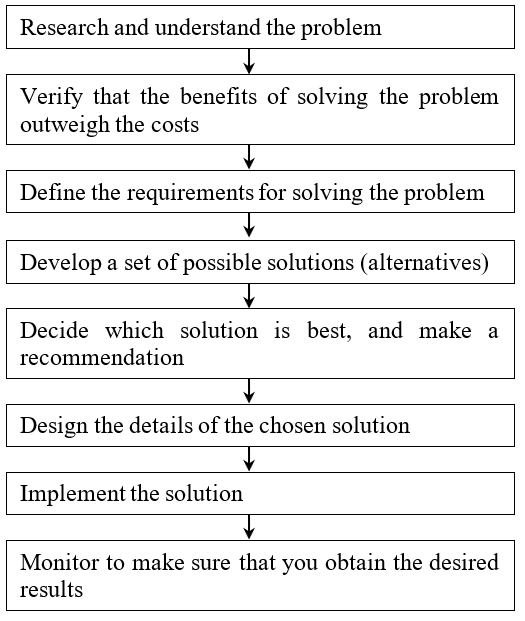 Research and understand the problem
Verify that the benefits of solving the problem
outweigh the costs
Define the requirements for solving the problem
Develop a set of possible solutions (alternatives)
Decide which solution is best, and make a
recommendation
Design the details of the chosen solution
Implement the solution
Monitor to make sure that you obtain the desired
results